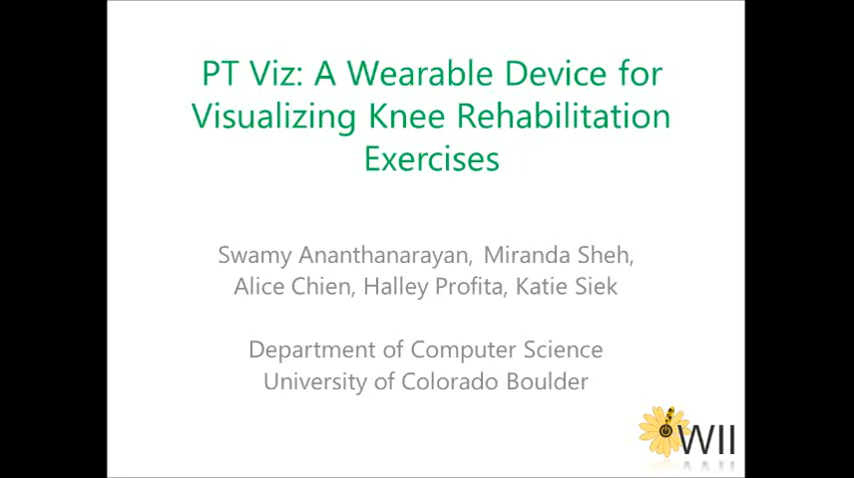 PT Viz: A Wearable Device for
Visualizing Knee Rehabilitation
Exercises
Swamy Ananthanarayan, Miranda Sheh,
Alice Chien, Halley Profita, Katie Siek
Department of Computer Science
University of Colorado Boulder
WII